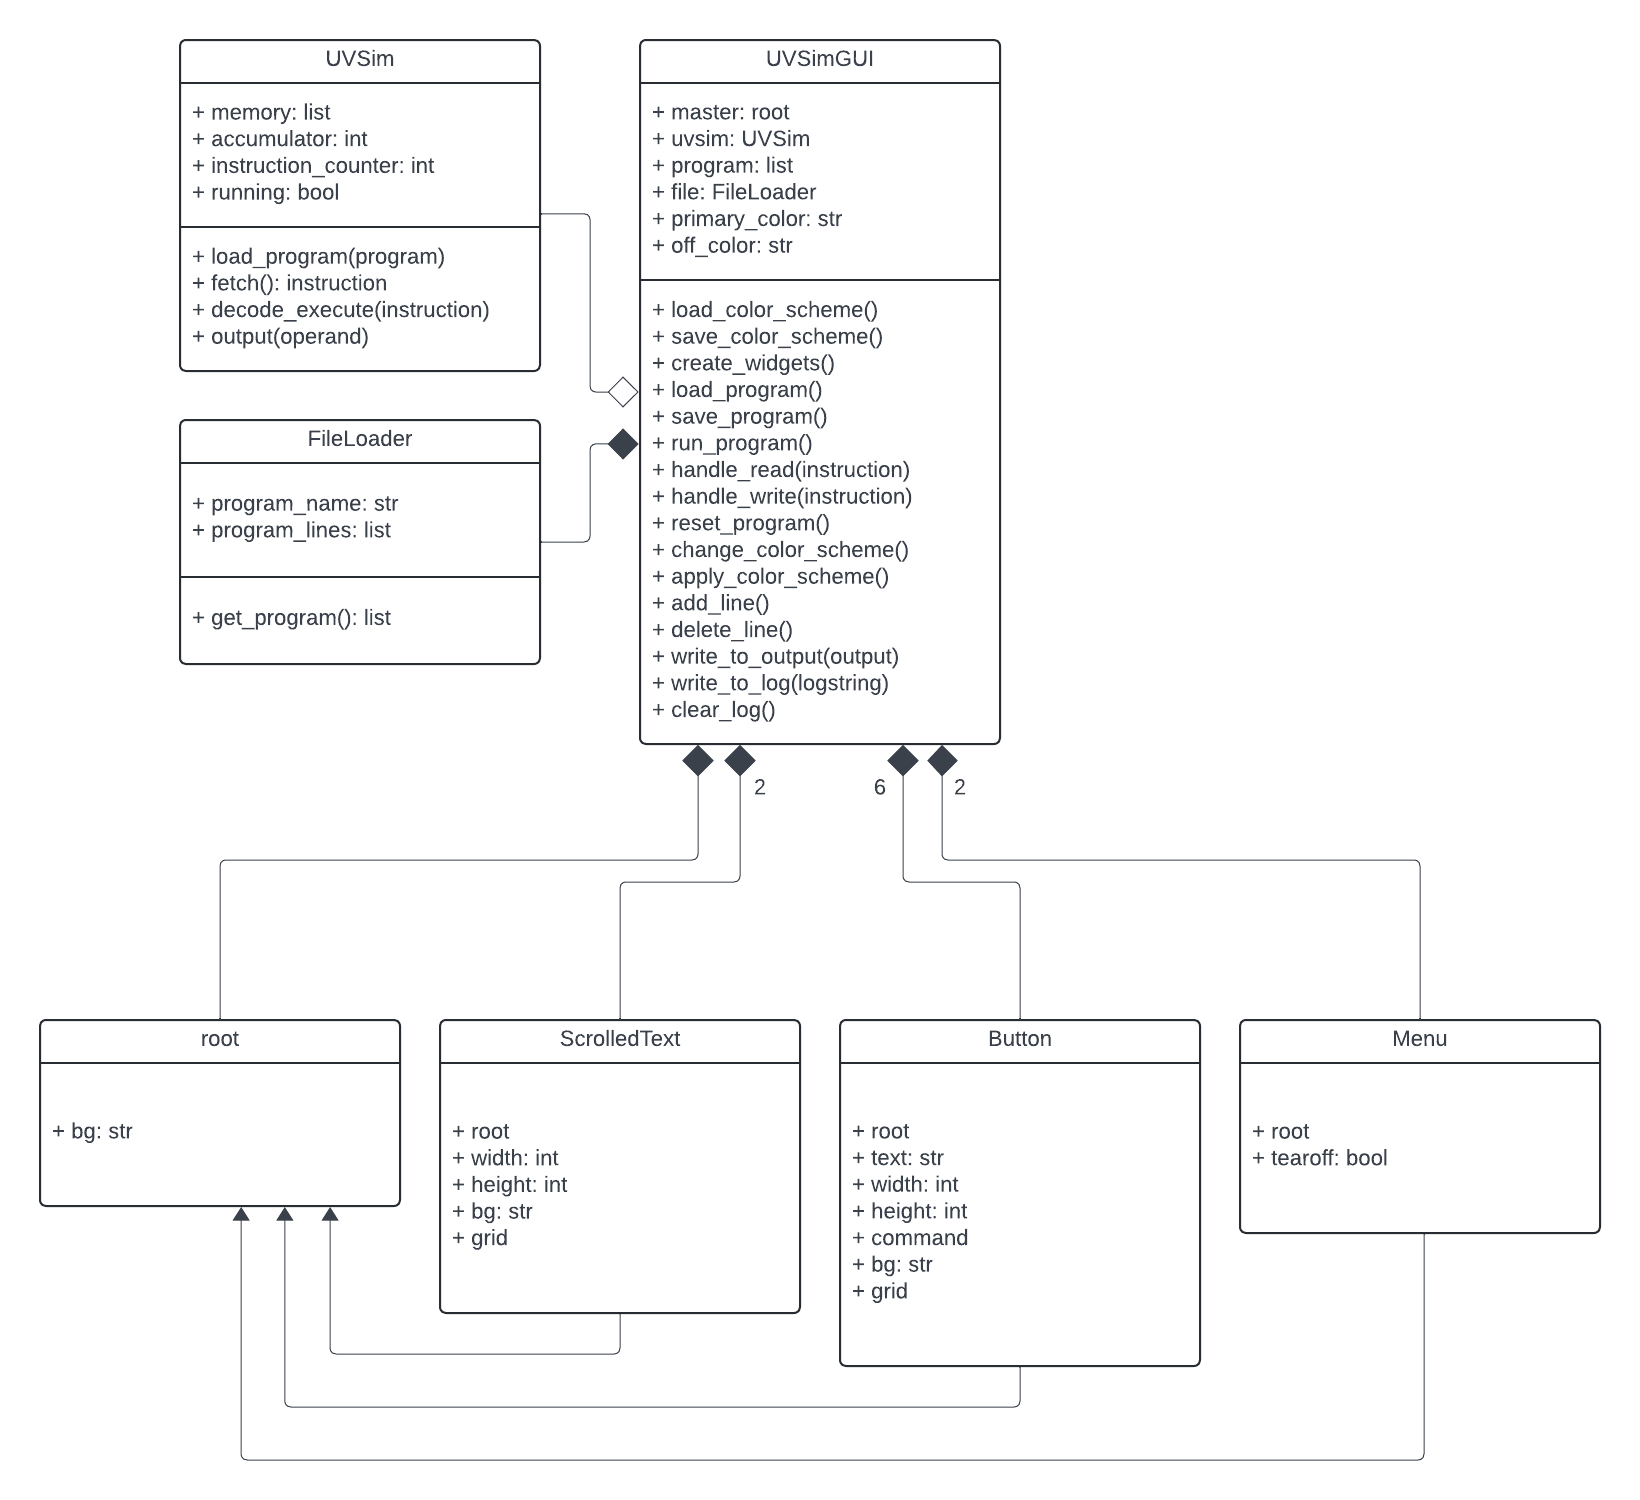 UVSim
+ memory: list
+ accumulator: int
+ instruction_counter: int
+ running: bool
+ load_program(program)
+ fetch(): instruction
+ decode_execute(instruction)
+ output(operand)
UVSimGUI
+ master: root
+ uvsim: UVSim
+ program: list
+ file: FileLoader
+ primary_color: str
+ off_color: str
+ load_color_scheme()
+ save_color_scheme()
+ create_widgets()
+ load_program()
+ save_program()
+ run_program()
+ handle_read(instruction)
+ handle_write(instruction)
+ reset_program()
+ change_color_scheme()
+ apply_color_scheme()
+ add_line()
+ delete_line()
+ write_to_output(output)
+ write_to_log(logstring)
+ clear_log()
FileLoader
+ program_name: str
+ program_lines: list
+ get_program(): list
2
6
2
root
+ bg: str
ScrolledText
+ root
+ width: int
+ height: int
+ bg: str
+ grid
Button
+ root
+ text: str
+ width: int
+ height: int
+ command
+ bg: str
+ grid
Menu
+ root
+ tearoff: bool